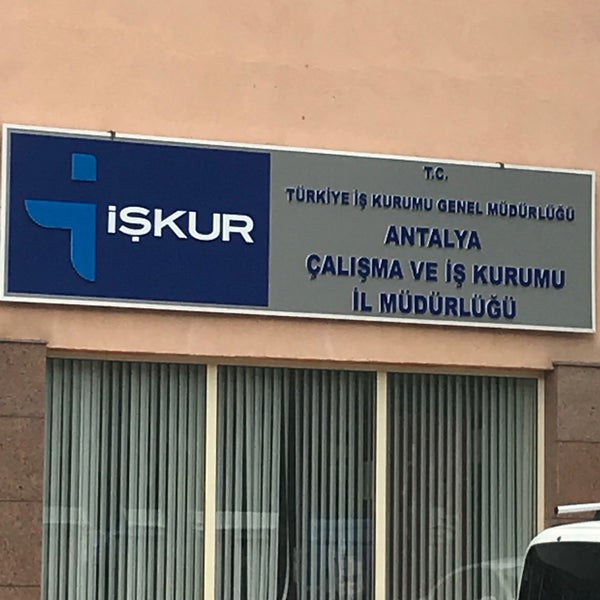 İŞKUR
T.C.
TÜRKİYE İŞ KURUMU GENEL MÜDÜRLÜĞÜ
ANTALYA
ÇALIŞMA VE İŞ KURUMU
İL MÜDÜRLÜĞÜ